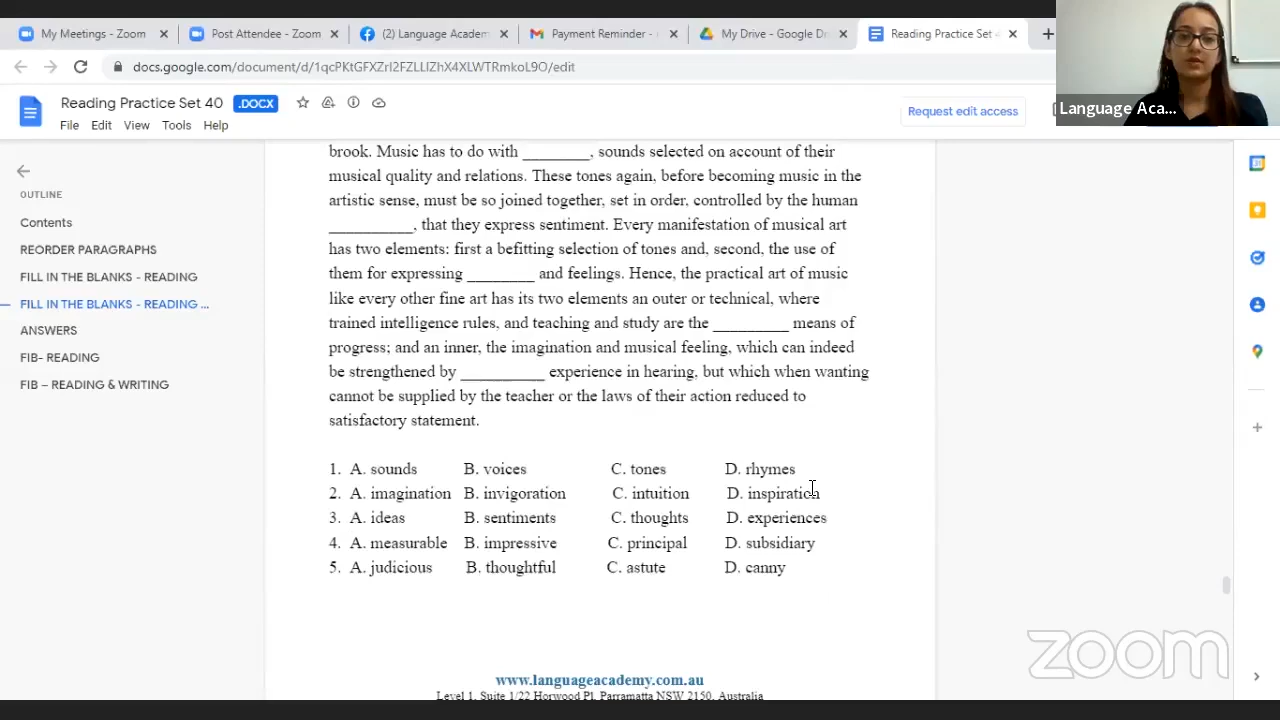 My Meetings - Zoom
Post Attendee - Zoom
(2) Language Academ
Payment Reminder -
My Drive - Google Dr
Reading Practice Set 4
docs.google.com/document/d/1qcPKtGFXZrI2FZLLlZhX4XLWTRmkoL9O/edit
Reading Practice Set 40 .DOCX
Request edit access
Language Aca...
File Edit View Tools Help
OUTLINE
Contents
REORDER PARAGRAPHS
FILL IN THE BLANKS - READING
FILL IN THE BLANKS - READING ...
ANSWERS
FIB- READING
FIB – READING & WRITING
brook. Music has to do with ________, sounds selected on account of their
musical quality and relations. These tones again, before becoming music in the
artistic sense, must be so joined together, set in order, controlled by the human
__________, that they express sentiment. Every manifestation of musical art
has two elements: first a befitting selection of tones and, second, the use of
them for expressing ________ and feelings. Hence, the practical art of music
like every other fine art has its two elements an outer or technical, where
trained intelligence rules, and teaching and study are the _________ means of
progress; and an inner, the imagination and musical feeling, which can indeed
be strengthened by __________ experience in hearing, but which when wanting
cannot be supplied by the teacher or the laws of their action reduced to
satisfactory statement.
1. A. sounds B. voices C. tones D. rhymes
2. A. imagination B. invigoration C. intuition D. inspiration
3. A. ideas B. sentiments C. thoughts D. experiences
4. A. measurable B. impressive C. principal D. subsidiary
5. A. judicious B. thoughtful C. astute D. canny
www.languageacademy.com.au
Level 1, Suite 1/22 Horwood Pl, Parramatta NSW 2150, Australia
zoom